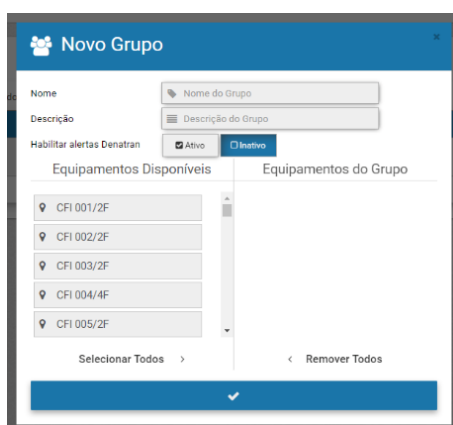 Novo Grupo
Nome
Nome do Grupo
Descrição
Descrição do Grupo
Habilitar alertas Denatran
Ativo
Inativo
Equipamentos Disponíveis
Equipamentos do Grupo
CFI 001/2F
CFI 002/2F
CFI 003/2F
CFI 004/4F
CFI 005/2F
Selecionar Todos >
< Remover Todos